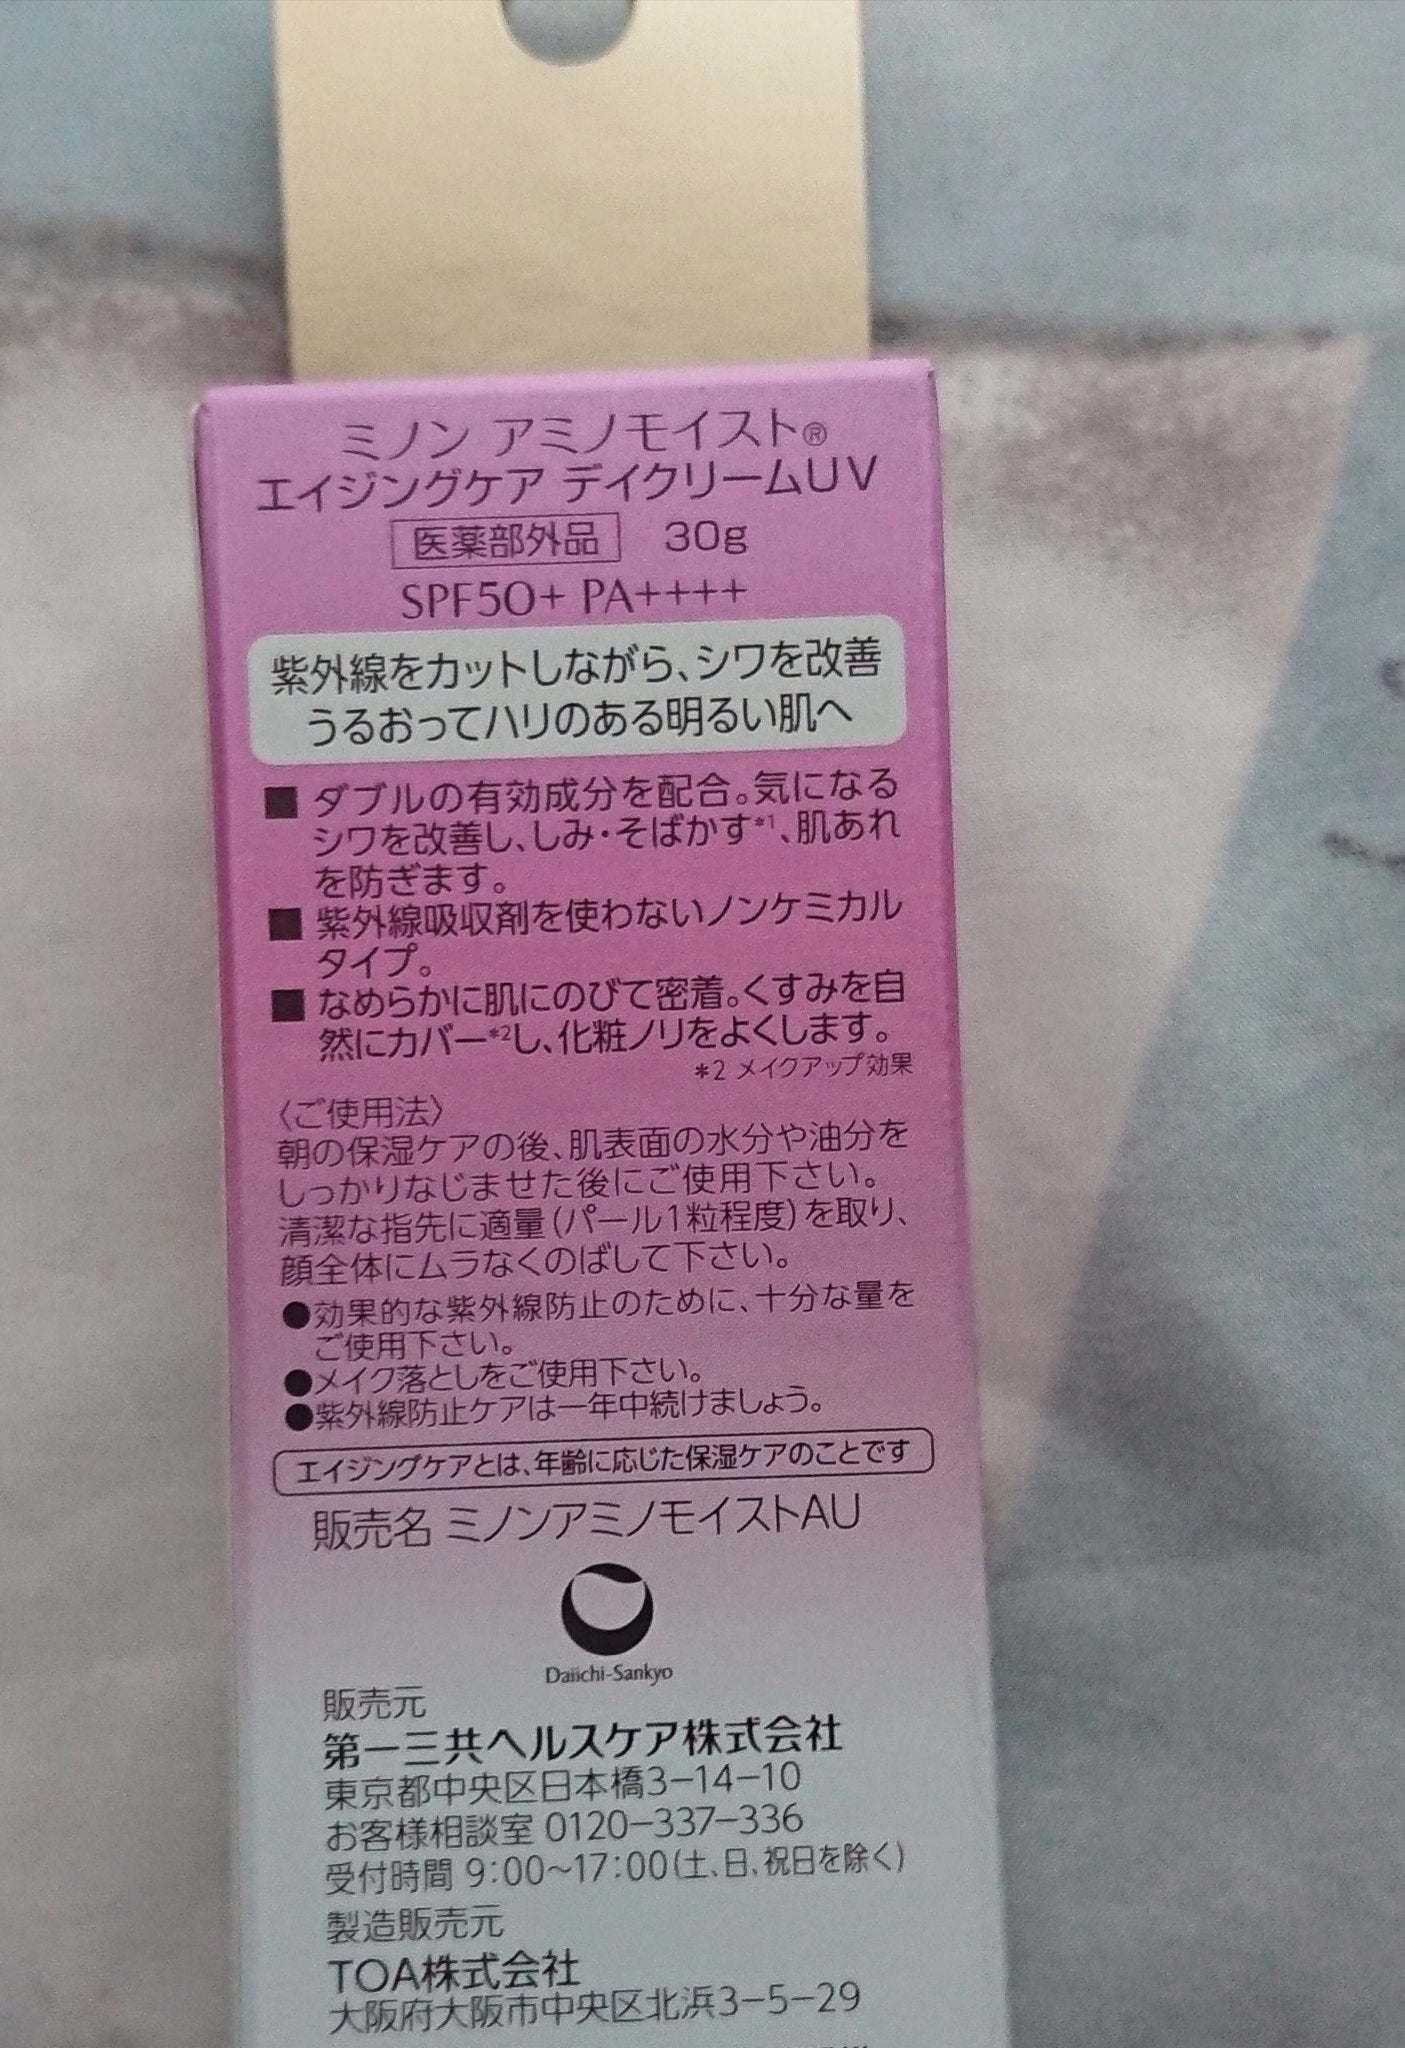 ミノン アミノモイスト®
エイジングケア デイクリームUV
医薬部外品 30g
SPF50+ PA++++
紫外線をカットしながら、シワを改善
うるおってハリのある明るい肌へ
■ ダブルの有効成分を配合。気になる
シワを改善し、しみ・そばかす*1、肌あれ
を防ぎます。
■ 紫外線吸収剤を使わないノンケミカル
タイプ。
■ なめらかに肌にのびて密着。くすみを自
然にカバー*2し、化粧ノリをよくします。
*2 メイクアップ効果
〈ご使用法〉
朝の保湿ケアの後、肌表面の水分や油分を
しっかりなじませた後にご使用下さい。
清潔な指先に適量(パール1粒程度)を取り、
顔全体にムラなくのばして下さい。
●効果的な紫外線防止のために、十分な量を
ご使用下さい。
●メイク落としをご使用下さい。
●紫外線防止ケアは一年中続けましょう。
エイジングケアとは、年齢に応じた保湿ケアのことです
販売名 ミノンアミノモイストAU
Daiichi-Sankyo
販売元
第一三共ヘルスケア株式会社
東京都中央区日本橋3-14-10
お客様相談室 0120-337-336
受付時間 9:00~17:00(土、日、祝日を除く)
製造販売元
TOA株式会社
大阪府大阪市中央区北浜3-5-29